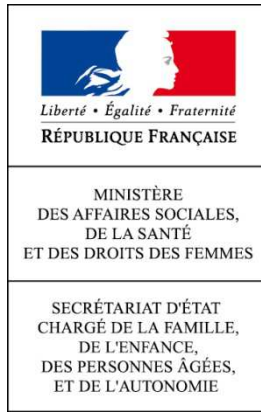 Liberté • Égalité • Fraternité
RÉPUBLIQUE FRANÇAISE
MINISTÈRE
DES AFFAIRES SOCIALES,
DE LA SANTÉ
ET DES DROITS DES FEMMES
SECRÉTARIAT D'ÉTAT
CHARGÉ DE LA FAMILLE,
DE L'ENFANCE,
DES PERSONNES ÂGÉES,
ET DE L'AUTONOMIE